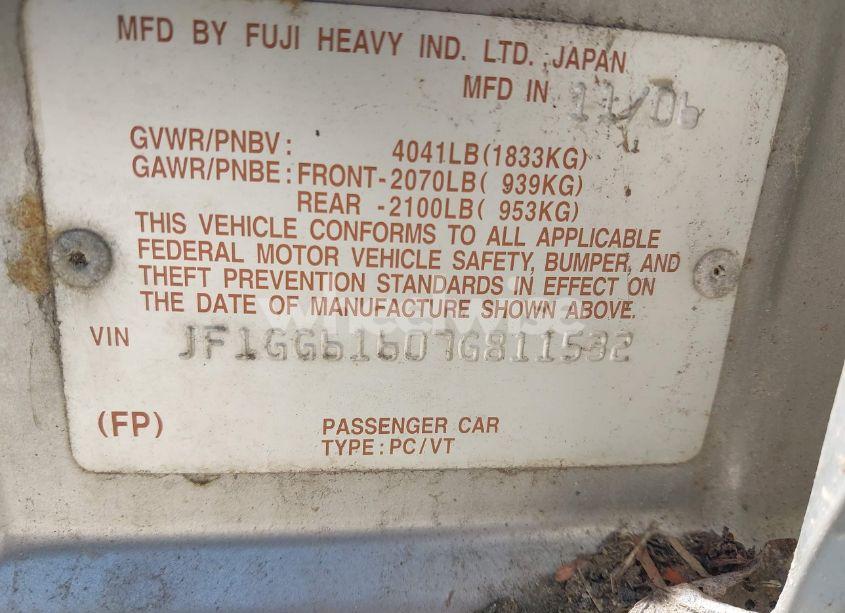 MFD BY FUJI HEAVY IND. LTD., JAPAN
MFD IN 11/06
GVWR/PNBV: 4041LB(1833KG)
GAWR/PNBE: FRONT-2070LB( 939KG)
REAR -2100LB( 953KG)
THIS VEHICLE CONFORMS TO ALL APPLICABLE
FEDERAL MOTOR VEHICLE SAFETY, BUMPER, AND
THEFT PREVENTION STANDARDS IN EFFECT ON
THE DATE OF MANUFACTURE SHOWN ABOVE.
VIN JF1GG61607G811532
(FP) PASSENGER CAR
TYPE:PC/VT